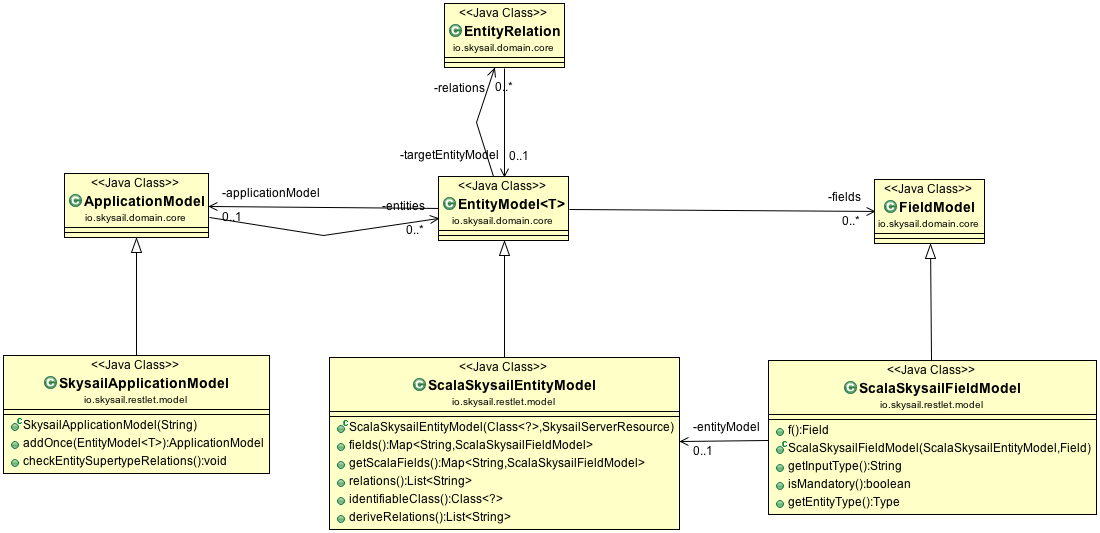 <<Java Class>>
EntityRelation
io.skysail.domain.core
-relations
0..*
-targetEntityModel
0..1
<<Java Class>>
ApplicationModel
io.skysail.domain.core
-applicationModel
0..1
-entities
0..*
<<Java Class>>
EntityModel<T>
io.skysail.domain.core
-fields
0..*
<<Java Class>>
FieldModel
io.skysail.domain.core
<<Java Class>>
SkysailApplicationModel
io.skysail.restlet.model
SkysailApplicationModel(String)
addOnce(EntityModel<T>):ApplicationModel
checkEntitySupertypeRelations():void
<<Java Class>>
ScalaSkysailEntityModel
io.skysail.restlet.model
ScalaSkysailEntityModel(Class<?>,SkysailServerResource)
fields():Map<String,ScalaSkysailFieldModel>
getScalaFields():Map<String,ScalaSkysailFieldModel>
relations():List<String>
identifiableClass():Class<?>
deriveRelations():List<String>
-entityModel
0..1
<<Java Class>>
ScalaSkysailFieldModel
io.skysail.restlet.model
f():Field
ScalaSkysailFieldModel(ScalaSkysailEntityModel,Field)
getInputType():String
isMandatory():boolean
getEntityType():Type